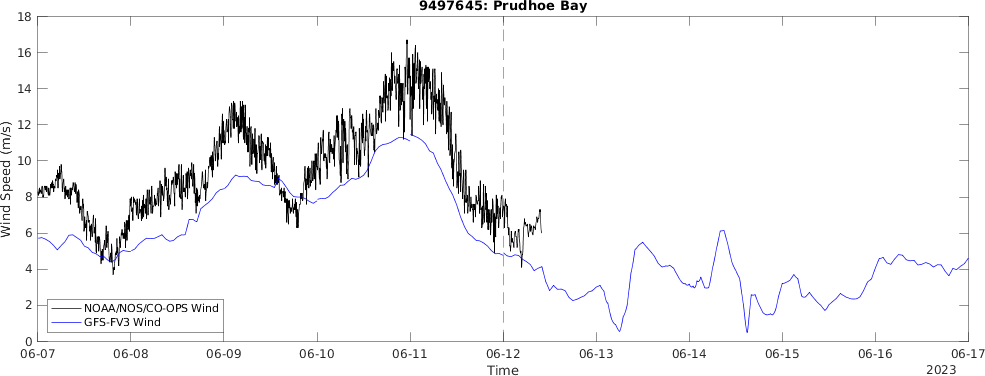 9497645: Prudhoe Bay
18
16
14
12
10
8
6
4
2
0
Wind Speed (m/s)
NOAA/NOS/CO-OPS Wind
GFS-FV3 Wind
06-07 06-08 06-09 06-10 06-11 06-12 06-13 06-14 06-15 06-16 06-17
Time
2023